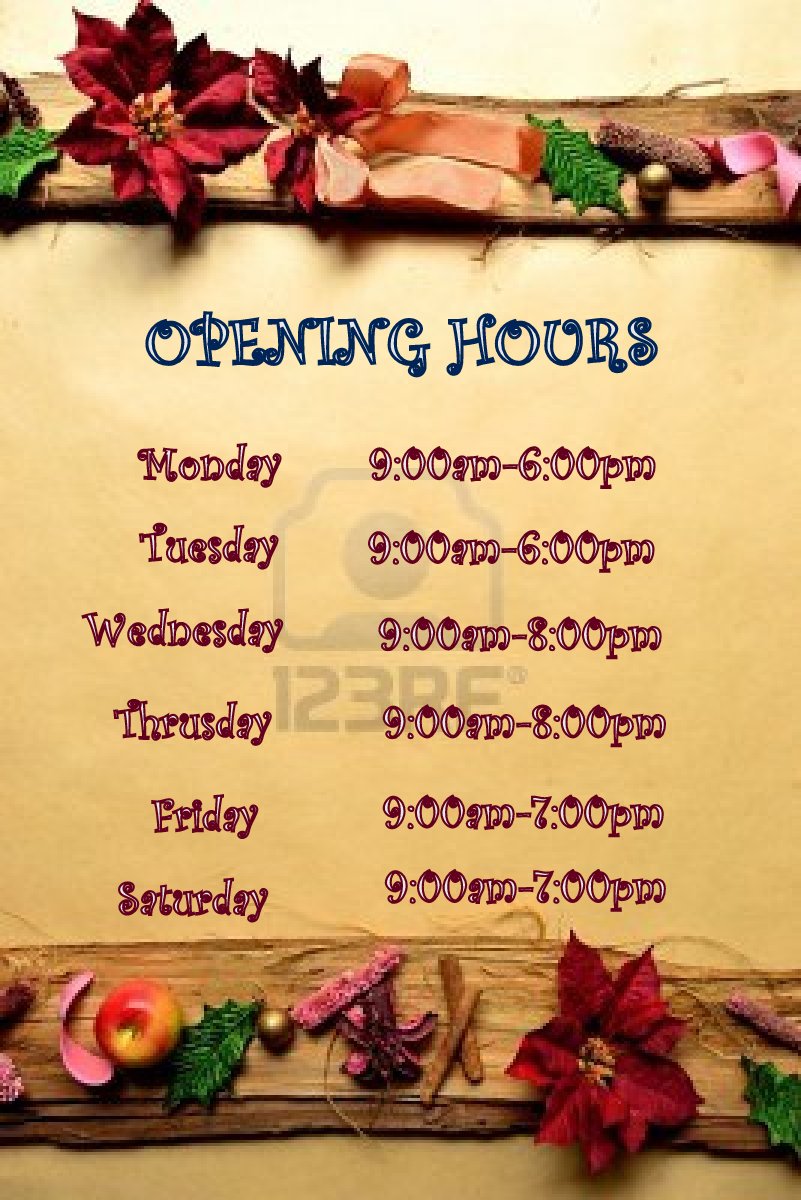 OPENING HOURS
Monday 9:00am-6:00pm
Tuesday 9:00am-6:00pm
Wednesday 9:00am-8:00pm
123RF®
Thrusday 9:00am-8:00pm
Friday 9:00am-7:00pm
Saturday 9:00am-7:00pm